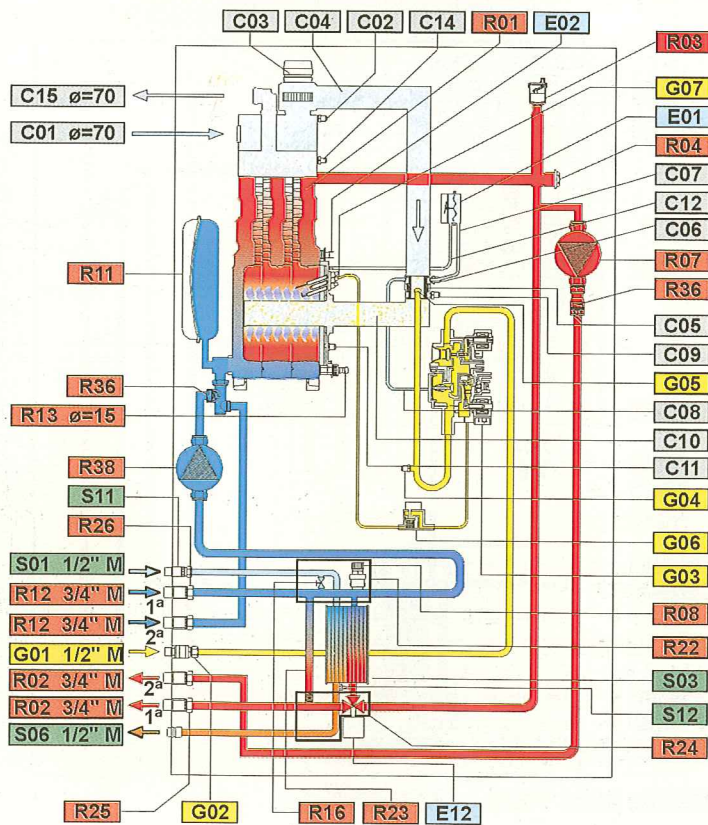 C03 C04 C02 C14 R01 E02
R03
G07
C15 ø=70
E01
C01 ø=70
R04
C07
C12
C06
R11
R07
R36
C05
C09
R36
G05
R13 ø=15
C08
C10
R38
C11
S11
G04
R26
G06
S01 1/2" M
G03
R12 3/4" M
1ª
R08
R12 3/4" M
2ª
R22
G01 1/2" M
S03
R02 3/4" M
2ª
R02 3/4" M
1ª
S12
S06 1/2" M
R24
R25 G02 R16 R23 E12